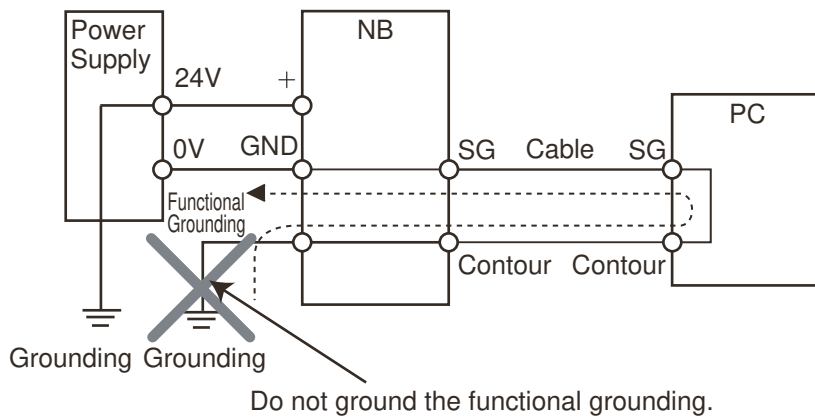 Power
Supply
NB
24V
+
PC
0V
GND
SG
Cable
SG
Functional
Grounding
Contour
Contour
Grounding
Grounding
Do not ground the functional grounding.